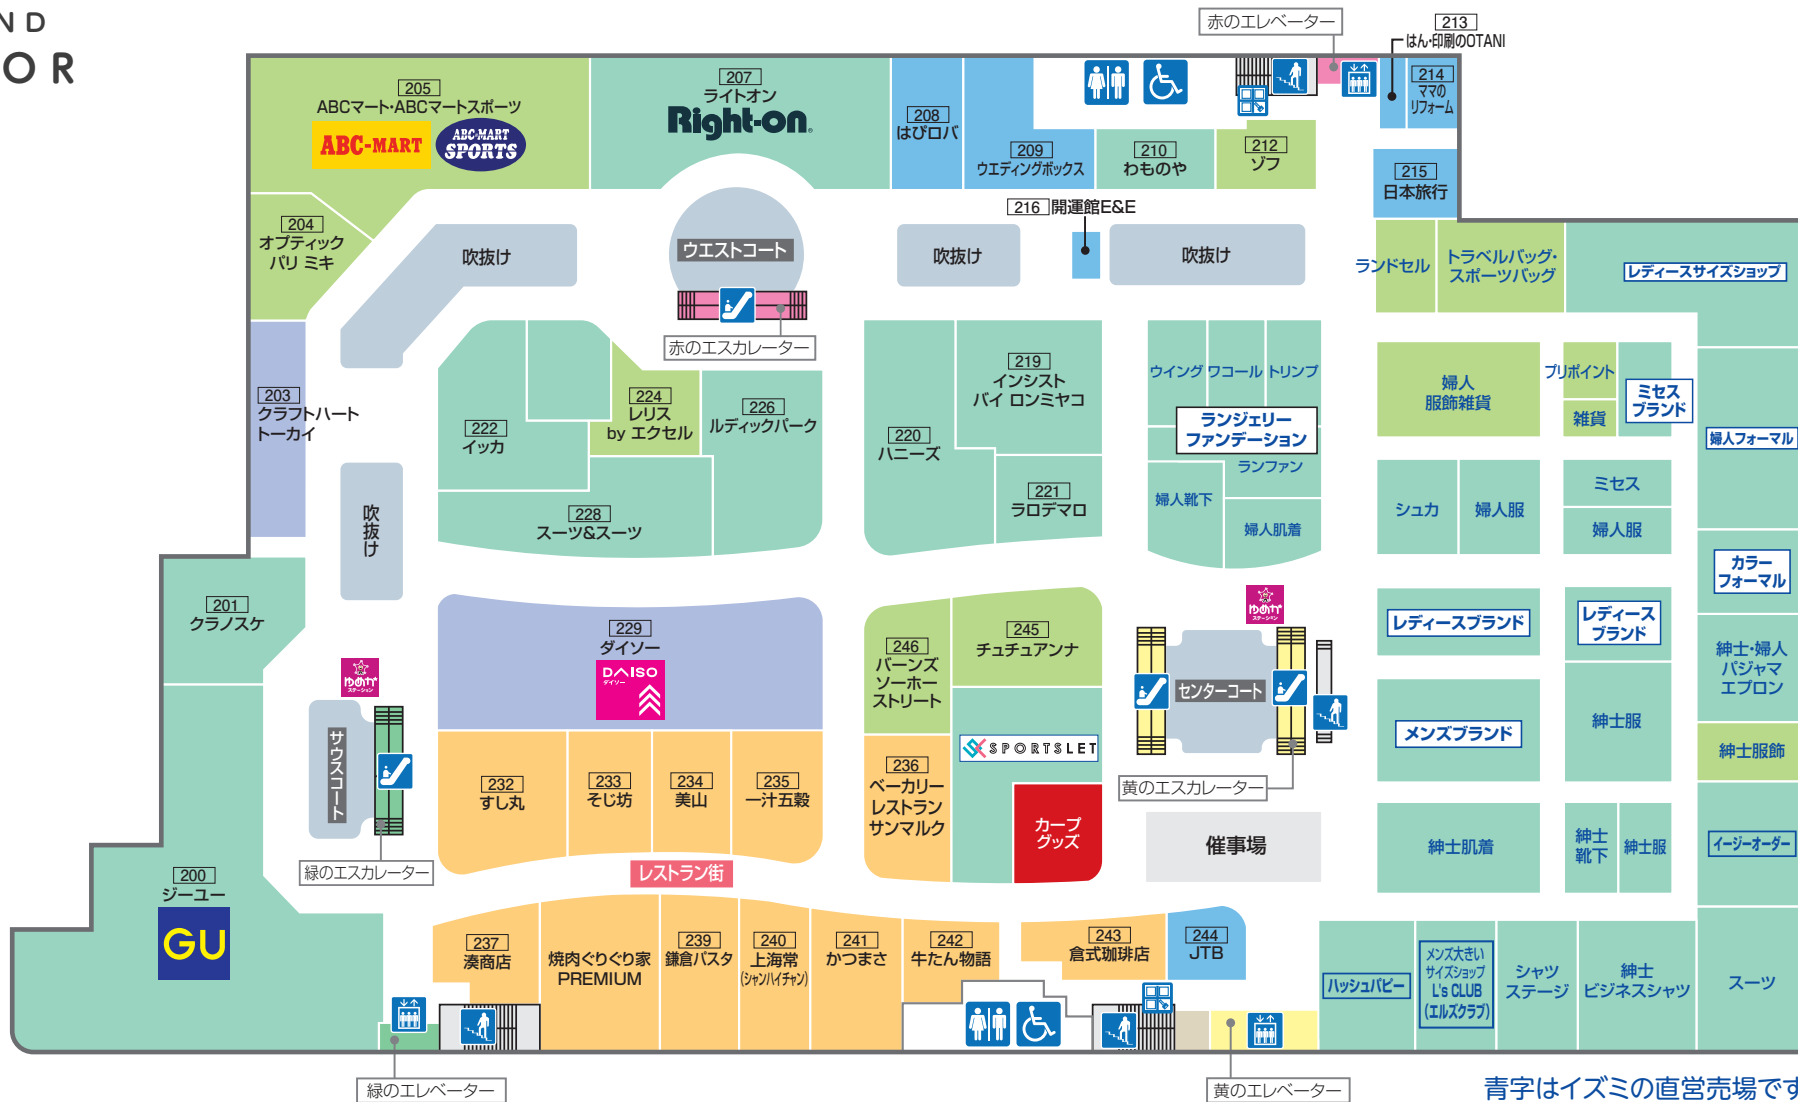 ND
OOR
赤のエレベーター
213
はん・印刷のOTANI
205
ABCマート・ABCマートスポーツ
ABC-MART
ABC-MART
SPORTS
207
ライトオン
Right-on.
208
はぴロバ
209
ウエディングボックス
210
わものや
212
ゾフ
214
ママの
リフォーム
215
日本旅行
216 開運館E&E
204
オプティック
パリ ミキ
吹抜け
ウエストコート
吹抜け
吹抜け
赤のエスカレーター
ランドセル
トラベルバッグ・
スポーツバッグ
レディースサイズショップ
203
クラフトハート
トーカイ
222
イッカ
224
レリス
by エクセル
226
ルディックパーク
228
スーツ&スーツ
220
ハニーズ
219
インシスト
バイ ロンミヤコ
221
ラロデマロ
ウイング
ワコール
トリンプ
ランジェリー
ファンデーション
ランファン
婦人靴下
婦人肌着
婦人
服飾雑貨
プリポイント
雑貨
ミセス
ブランド
婦人フォーマル
シュカ
婦人服
ミセス
婦人服
カラー
フォーマル
吹抜け
201
クラノスケ
229
ダイソー
DAISO
ダイソー
246
バーンズ
ソーホー
ストリート
245
チュチュアンナ
ゆめか
ステーション
ゆめか
ステーション
センターコート
レディースブランド
レディース
ブランド
紳士・婦人
パジャマ
エプロン
メンズブランド
紳士服
紳士服飾
サウスコート
232
すし丸
233
そじ坊
234
美山
235
一汁五穀
236
ベーカリー
レストラン
サンマルク
SPORTSLET
カープ
グッズ
黄のエスカレーター
催事場
紳士肌着
紳士
靴下
紳士服
イージーオーダー
緑のエスカレーター
レストラン街
200
ジーユー
GU
237
湊商店
焼肉ぐりぐり家
PREMIUM
239
鎌倉パスタ
240
上海常
(シャンハイチャン)
241
かつまさ
242
牛たん物語
243
倉式珈琲店
244
JTB
ハッシュパピー
メンズ大きい
サイズショップ
L's CLUB
(エルズクラブ)
シャツ
ステージ
紳士
ビジネスシャツ
スーツ
緑のエレベーター
黄のエレベーター
青字はイズミの直営売場です